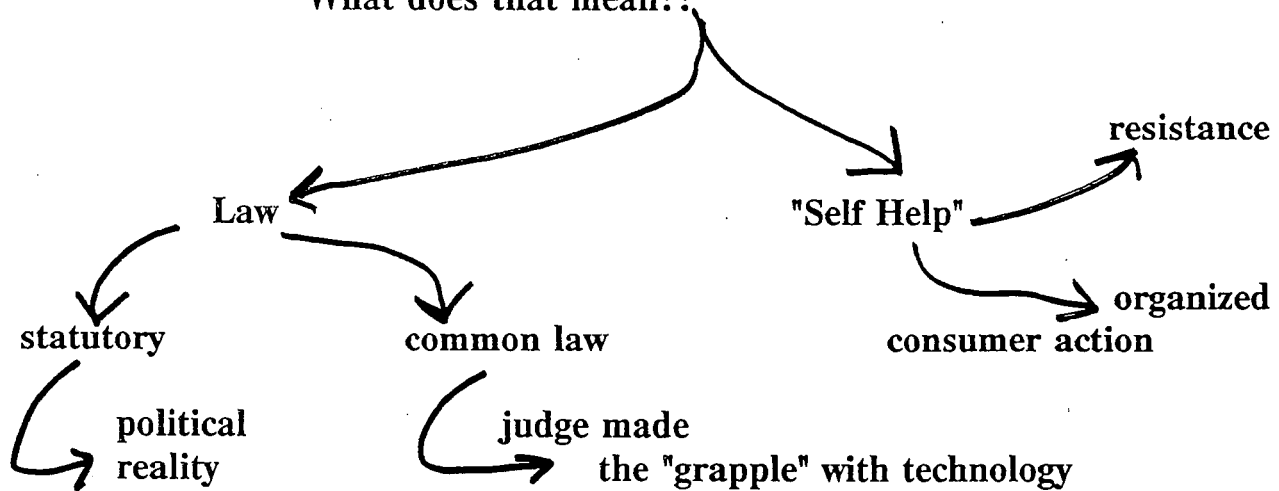 What does that mean??
resistance
Law
"Self Help"
organized
consumer action
statutory
common law
political
reality
judge made
the "grapple" with technology